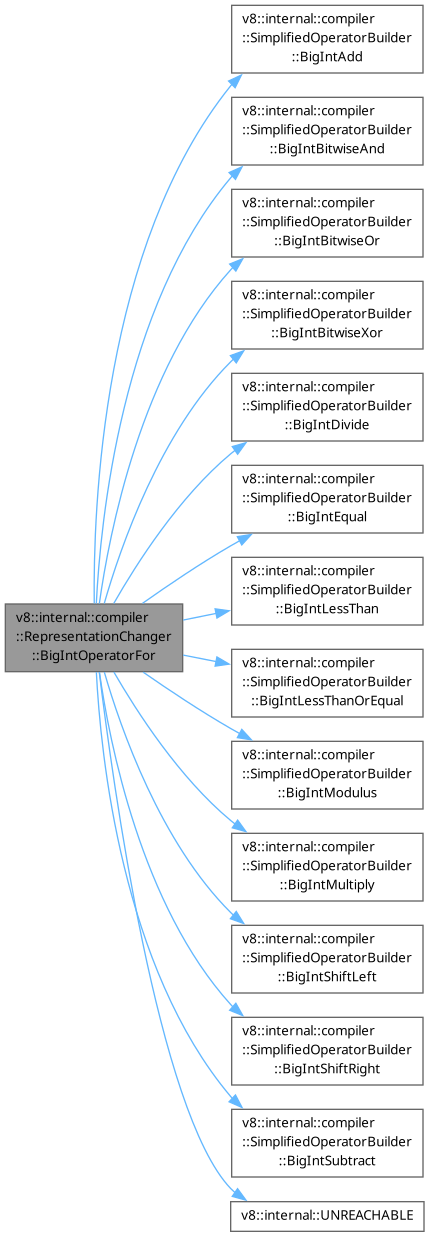 v8::internal::compiler
::SimplifiedOperatorBuilder
::BigIntAdd
v8::internal::compiler
::SimplifiedOperatorBuilder
::BigIntBitwiseAnd
v8::internal::compiler
::SimplifiedOperatorBuilder
::BigIntBitwiseOr
v8::internal::compiler
::SimplifiedOperatorBuilder
::BigIntBitwiseXor
v8::internal::compiler
::SimplifiedOperatorBuilder
::BigIntDivide
v8::internal::compiler
::SimplifiedOperatorBuilder
::BigIntEqual
v8::internal::compiler
::SimplifiedOperatorBuilder
::BigIntLessThan
v8::internal::compiler
::RepresentationChanger
::BigIntOperatorFor
v8::internal::compiler
::SimplifiedOperatorBuilder
::BigIntLessThanOrEqual
v8::internal::compiler
::SimplifiedOperatorBuilder
::BigIntModulus
v8::internal::compiler
::SimplifiedOperatorBuilder
::BigIntMultiply
v8::internal::compiler
::SimplifiedOperatorBuilder
::BigIntShiftLeft
v8::internal::compiler
::SimplifiedOperatorBuilder
::BigIntShiftRight
v8::internal::compiler
::SimplifiedOperatorBuilder
::BigIntSubtract
v8::internal::UNREACHABLE